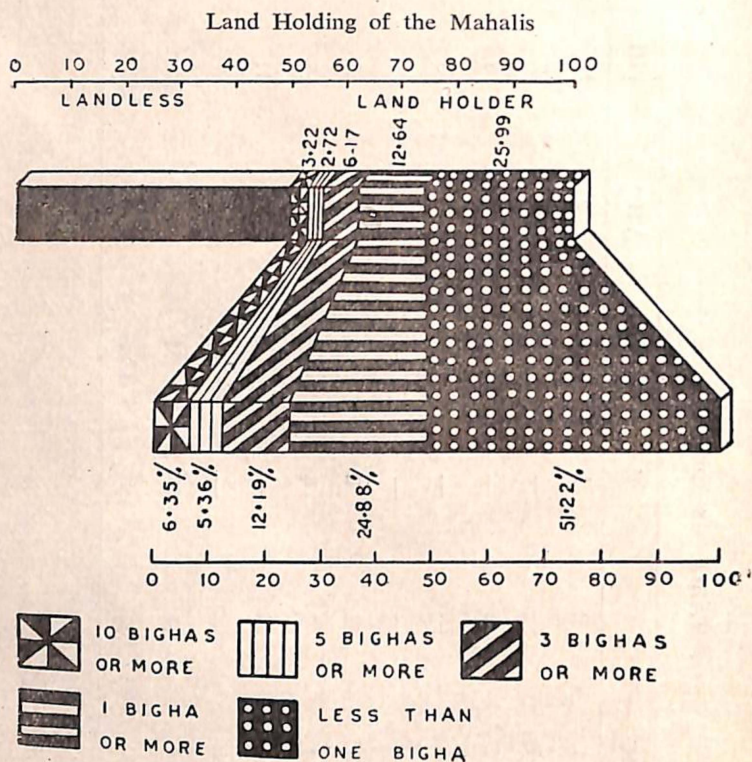 Land Holding of the Mahalis
0 10 20 30 40 50 60 70 80 90 100
LANDLESS LAND HOLDER
3·22 2·72 6·17 12·64 25·99
6·35% 5·36% 12·19% 24·88% 51·22%
0 10 20 30 40 50 60 70 80 90 100
10 BIGHAS 5 BIGHAS 3 BIGHAS
OR MORE OR MORE OR MORE
1 BIGHA LESS THAN
OR MORE ONE BIGHA